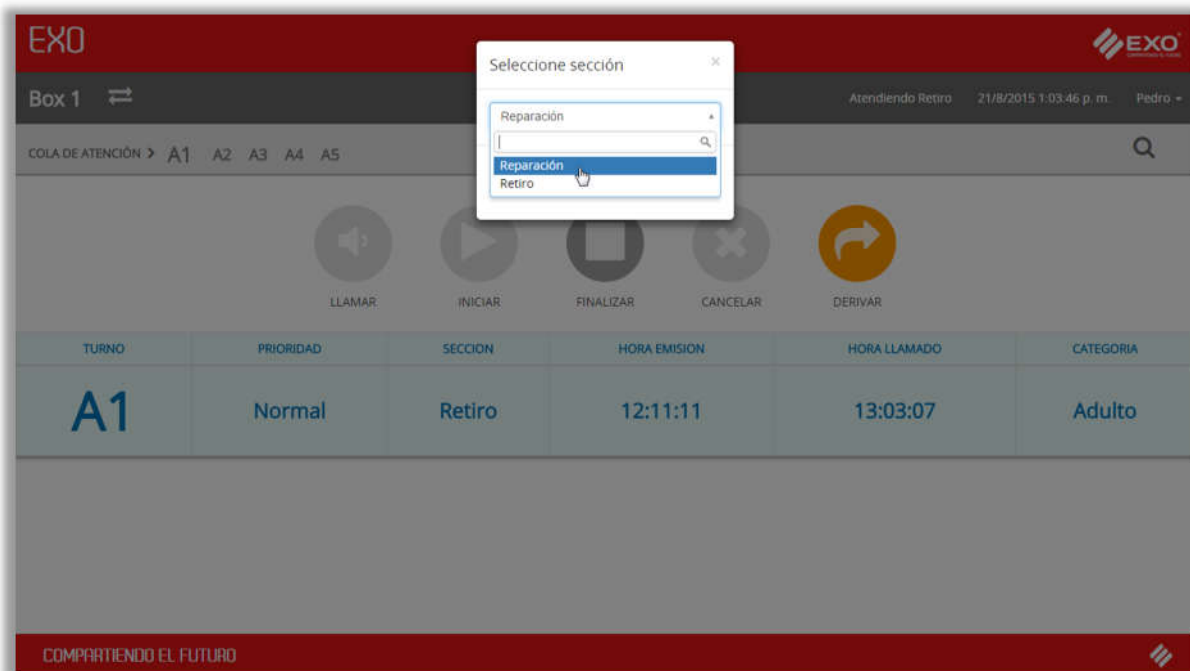 EXO
EXO
Seleccione sección ×
Box 1
Atendiendo Retiro 21/8/2015 1:03:46 p. m. Pedro
Reparación
Reparación
Retiro
COLA DE ATENCIÓN > A1 A2 A3 A4 A5
LLAMAR INICIAR FINALIZAR CANCELAR DERIVAR
TURNO PRIORIDAD SECCION HORA EMISION HORA LLAMADO CATEGORIA
A1 Normal Retiro 12:11:11 13:03:07 Adulto
COMPARTIENDO EL FUTURO